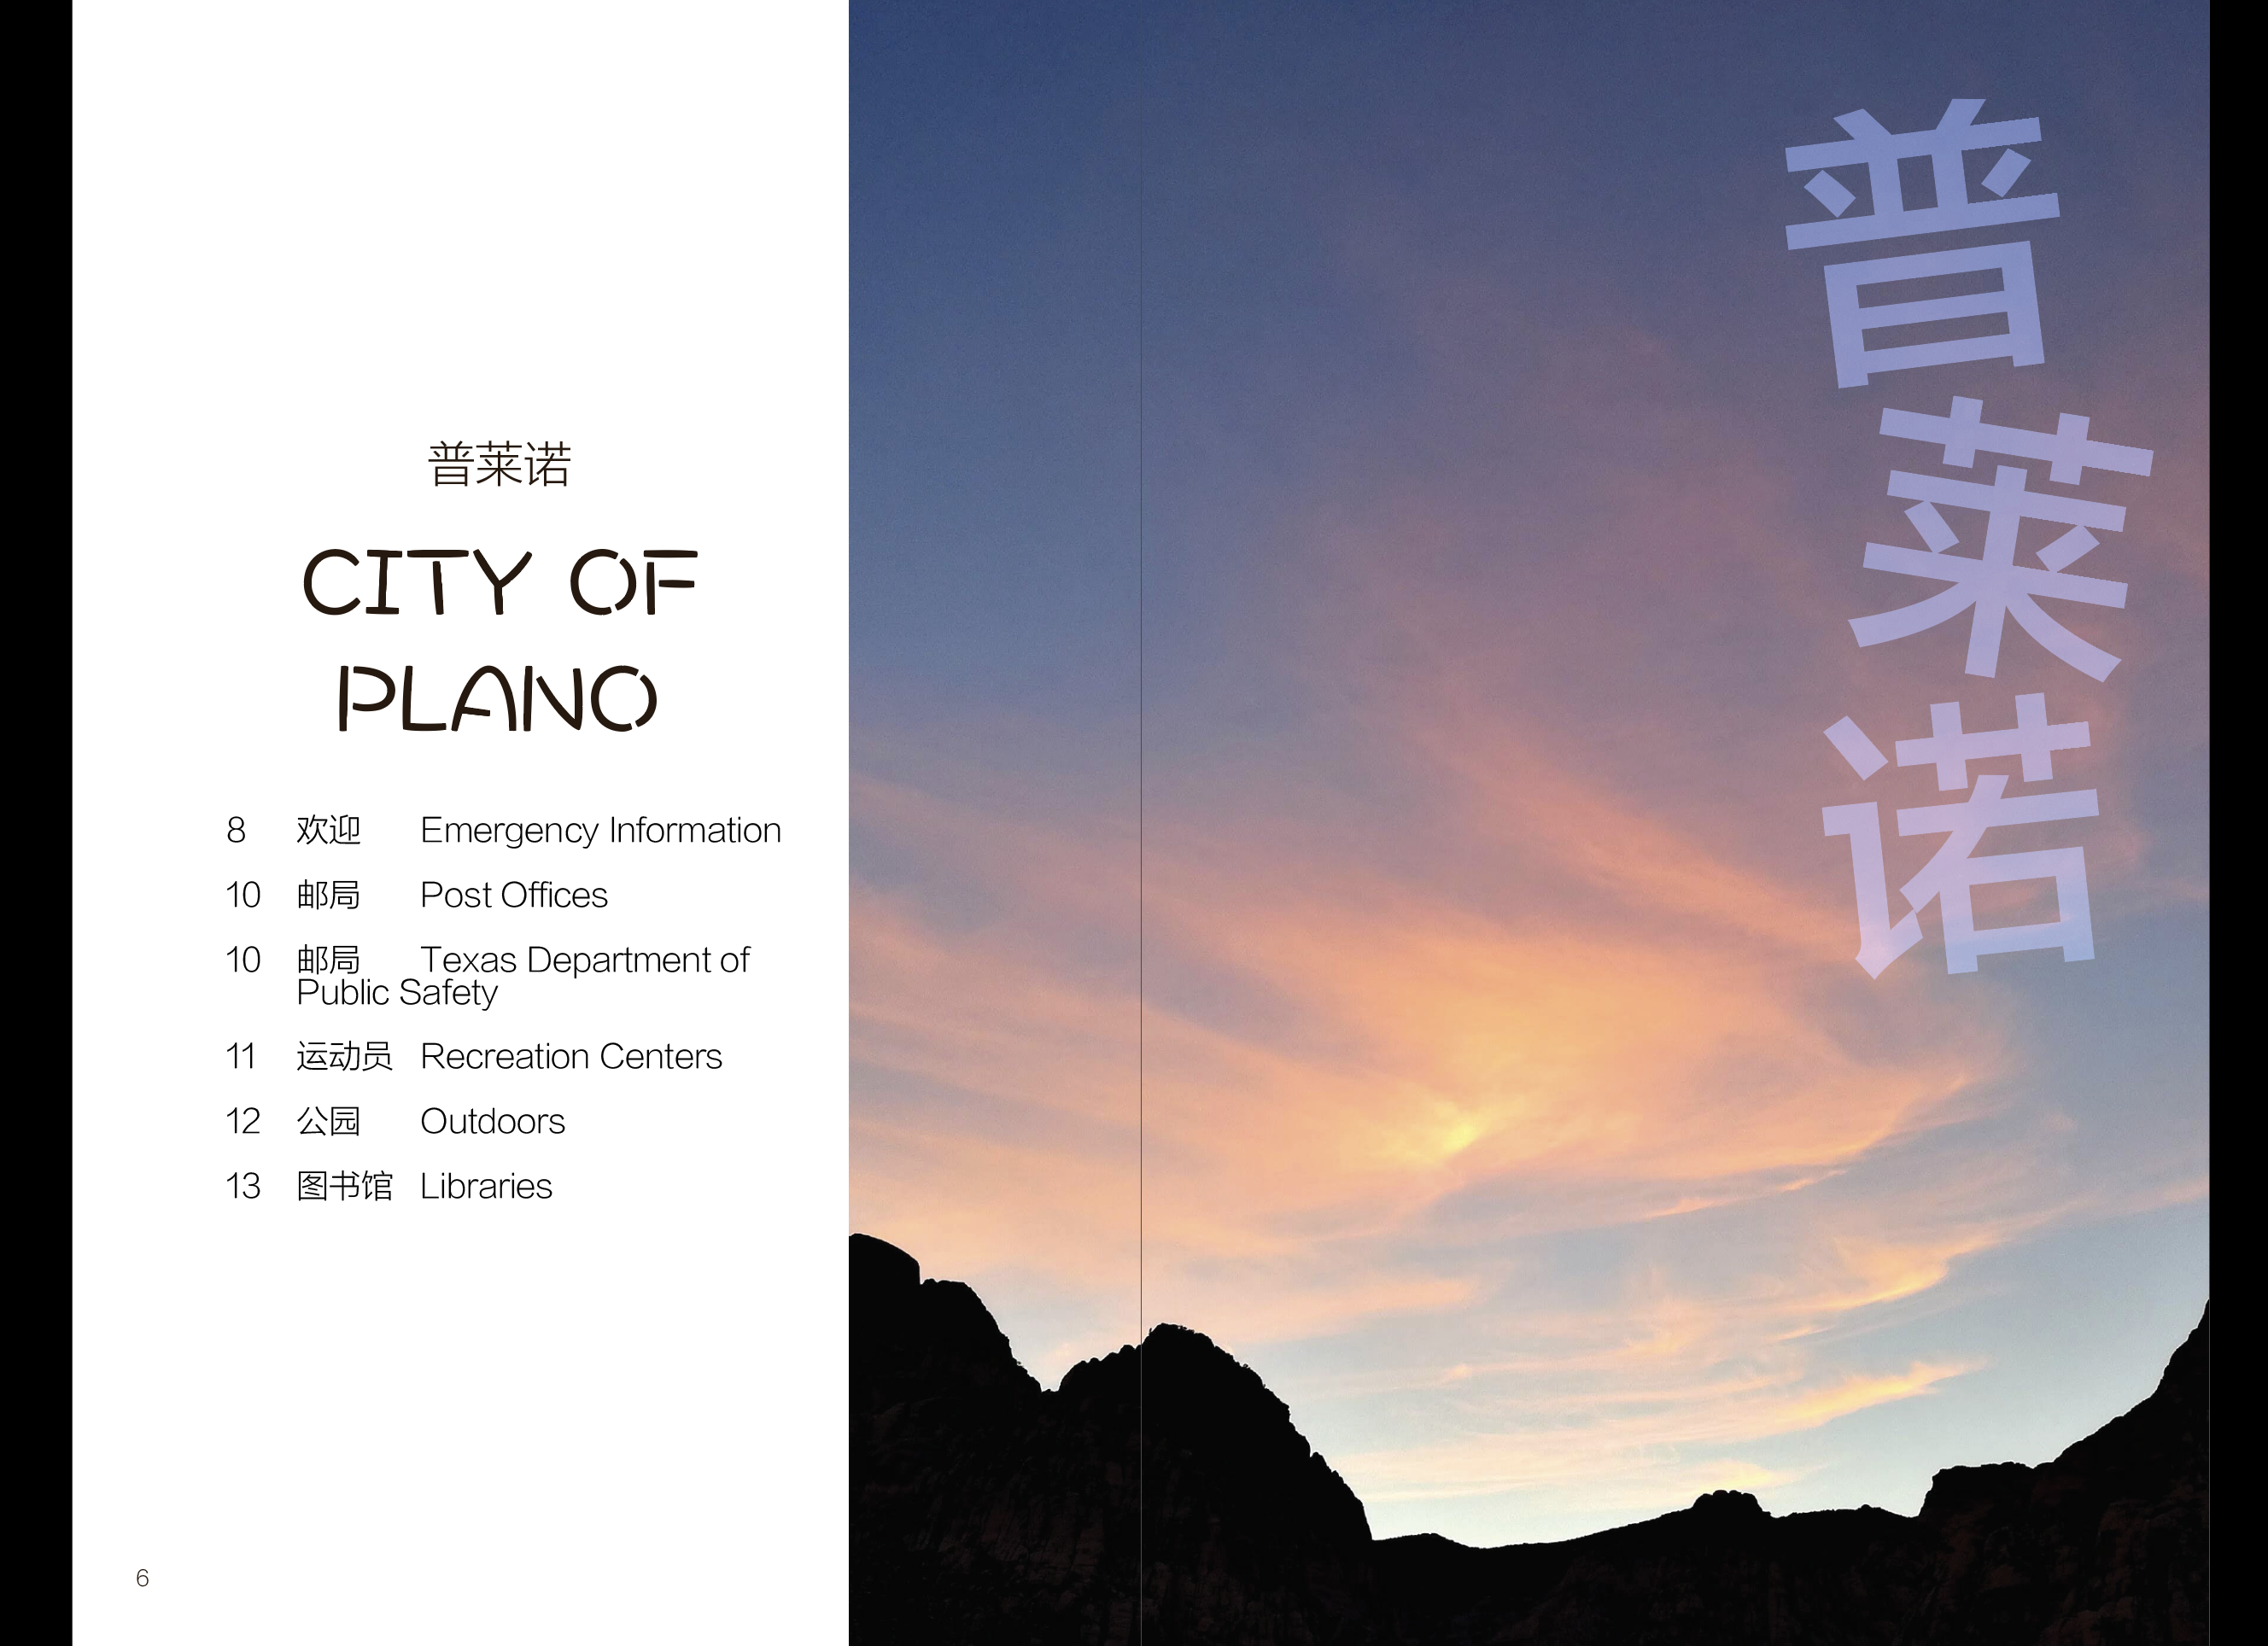 普莱诺
CITY OF
PLANO
8 欢迎 Emergency Information
10 邮局 Post Offices
10 邮局 Texas Department of
Public Safety
11 运动员 Recreation Centers
12 公园 Outdoors
13 图书馆 Libraries
6
普莱诺